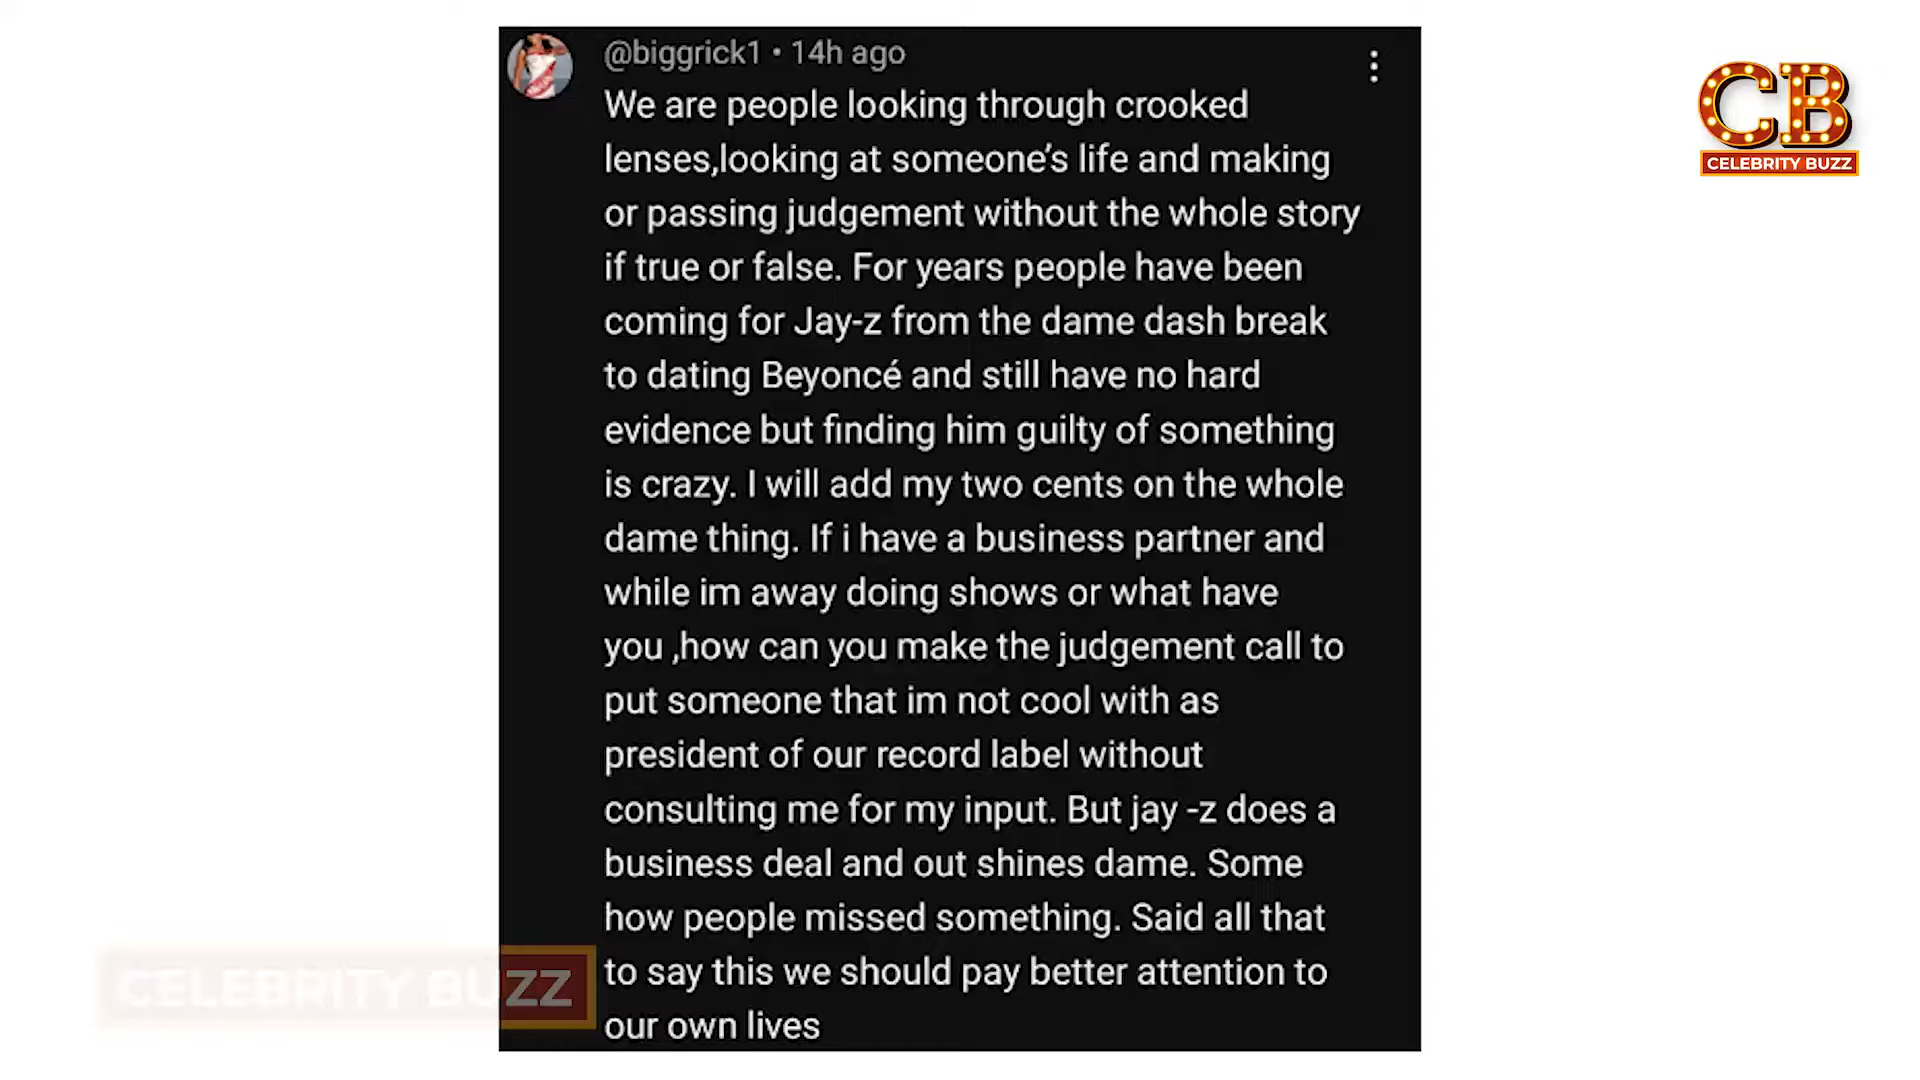 @biggrick1 • 14h ago
We are people looking through crooked
lenses,looking at someone’s life and making
or passing judgement without the whole story
if true or false. For years people have been
coming for Jay-z from the dame dash break
to dating Beyoncé and still have no hard
evidence but finding him guilty of something
is crazy. I will add my two cents on the whole
dame thing. If i have a business partner and
while im away doing shows or what have
you ,how can you make the judgement call to
put someone that im not cool with as
president of our record label without
consulting me for my input. But jay -z does a
business deal and out shines dame. Some
how people missed something. Said all that
to say this we should pay better attention to
our own lives
CB
CELEBRITY BUZZ
CELEBRITY BUZZ